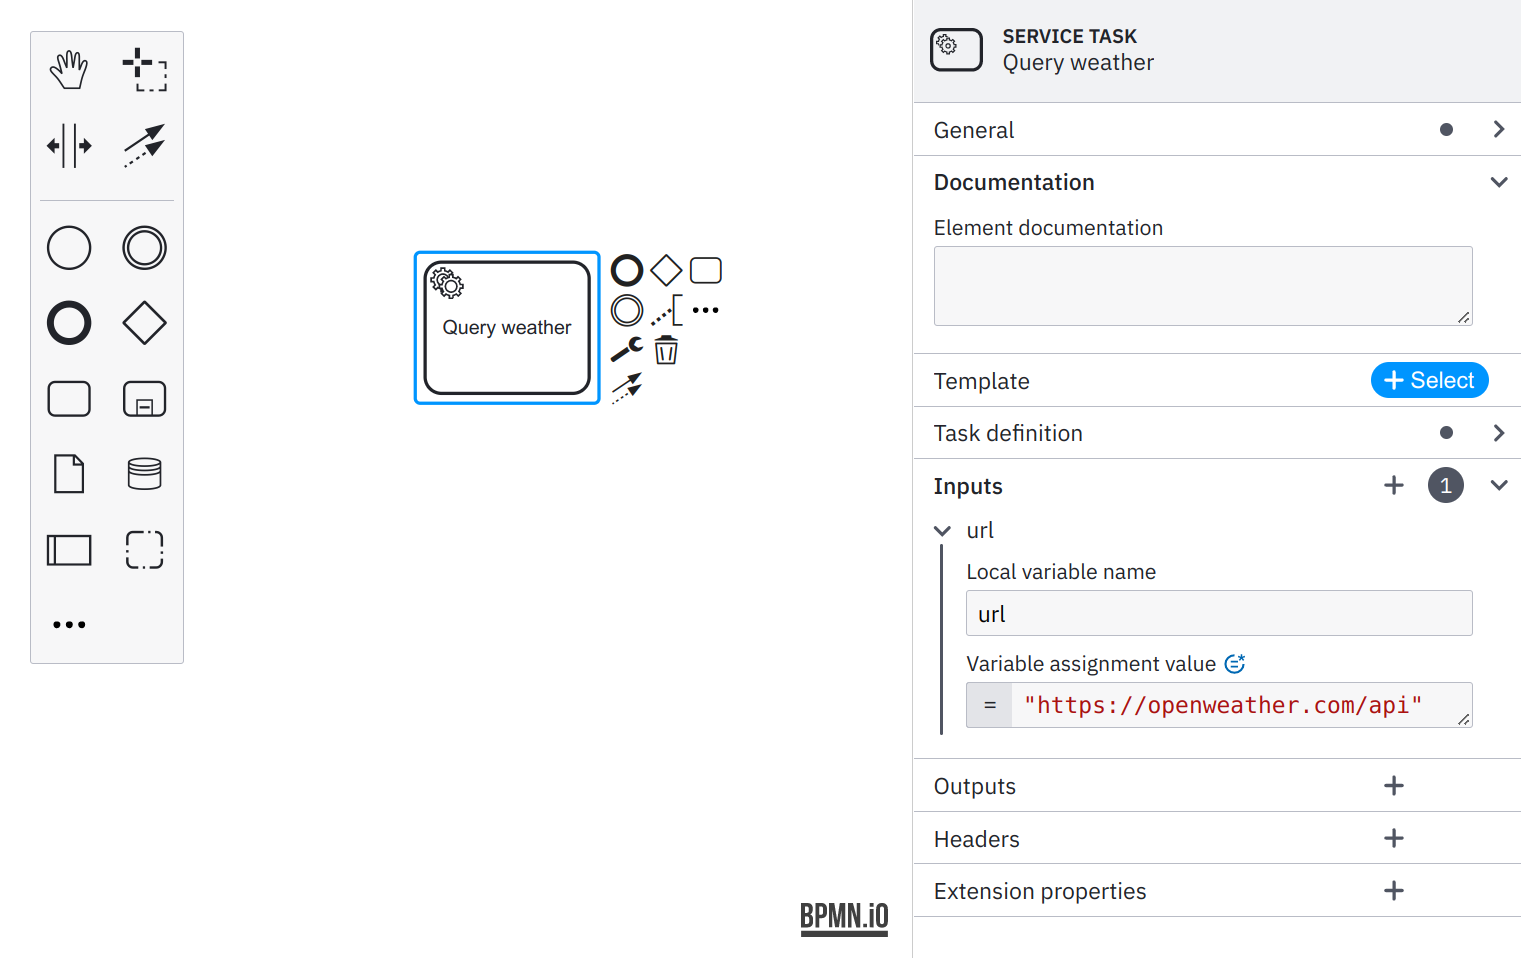 Query weather
BPMN.iO
SERVICE TASK
Query weather
General
Documentation
Element documentation
Template
Select
Task definition
Inputs
1
url
Local variable name
url
Variable assignment value
= "https://openweather.com/api"
Outputs
Headers
Extension properties